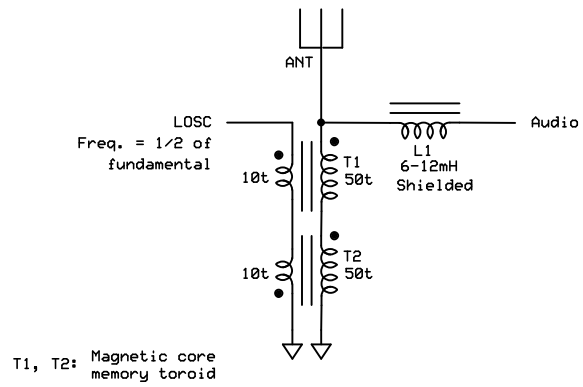 ANT
LOSC
Freq. = 1/2 of
fundamental
Audio
L1
6-12mH
Shielded
T1
10t
50t
T2
10t
50t
T1, T2: Magnetic core
memory toroid